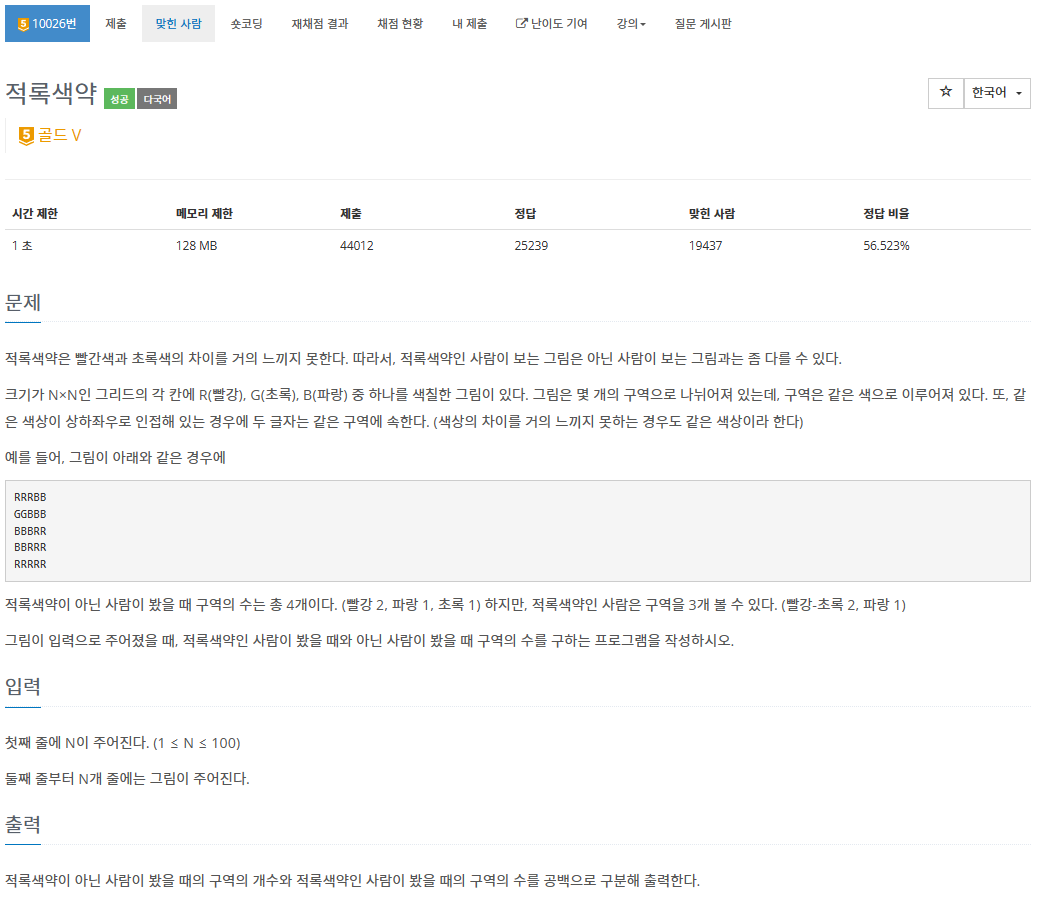 5 10026번 제출 맞힌 사람 숏코딩 재채점 결과 채점 현황 내 제출 난이도 기여 강의 질문 게시판
적록색약 성공 다국어 한국어
5 골드 V
시간 제한 메모리 제한 제출 정답 맞힌 사람 정답 비율
1 초 128 MB 44012 25239 19437 56.523%
문제
적록색약은 빨간색과 초록색의 차이를 거의 느끼지 못한다. 따라서, 적록색약인 사람이 보는 그림은 아닌 사람이 보는 그림과는 좀 다를 수 있다.
크기가 N×N인 그리드의 각 칸에 R(빨강), G(초록), B(파랑) 중 하나를 색칠한 그림이 있다. 그림은 몇 개의 구역으로 나뉘어져 있는데, 구역은 같은 색으로 이루어져 있다. 또, 같
은 색상이 상하좌우로 인접해 있는 경우에 두 글자는 같은 구역에 속한다. (색상의 차이를 거의 느끼지 못하는 경우도 같은 색상이라 한다)
예를 들어, 그림이 아래와 같은 경우에
RRRBB
GGBBB
BBBRR
BBRRR
RRRRR
적록색약이 아닌 사람이 봤을 때 구역의 수는 총 4개이다. (빨강 2, 파랑 1, 초록 1) 하지만, 적록색약인 사람은 구역을 3개 볼 수 있다. (빨강-초록 2, 파랑 1)
그림이 입력으로 주어졌을 때, 적록색약인 사람이 봤을 때와 아닌 사람이 봤을 때 구역의 수를 구하는 프로그램을 작성하시오.
입력
첫째 줄에 N이 주어진다. (1 ≤ N ≤ 100)
둘째 줄부터 N개 줄에는 그림이 주어진다.
출력
적록색약이 아닌 사람이 봤을 때의 구역의 개수와 적록색약인 사람이 봤을 때의 구역의 수를 공백으로 구분해 출력한다.